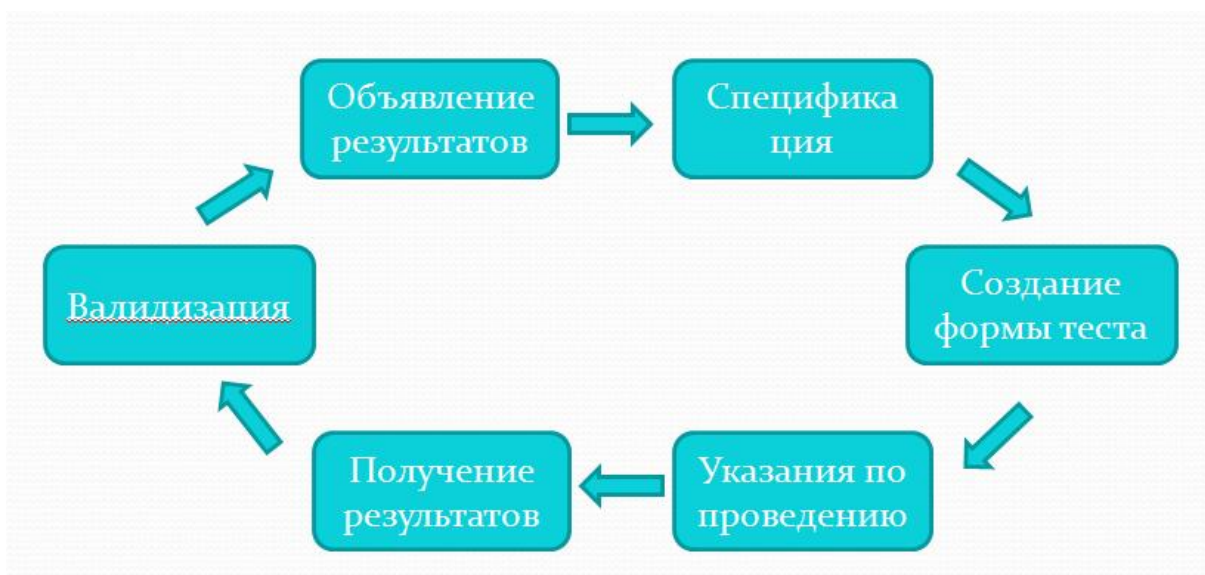 Объявление
результатов
Специфика
ция
Создание
формы теста
Указания по
проведению
Получение
результатов
Валидизация